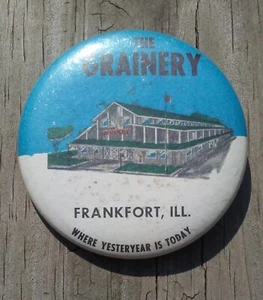 THE
GRAINERY
FRANKFORT, ILL.
WHERE YESTERYEAR IS TODAY